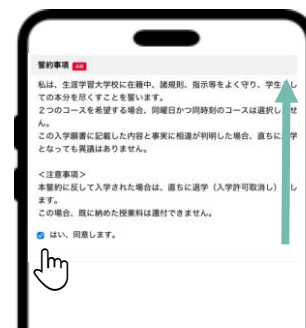 誓約事項 必須
私は、生涯学習大学校に在籍中、諸規則、指示等をよく守り、学生
ての本分を尽くすことを誓います。
２つのコースを希望する場合、同曜日かつ同時刻のコースは選択し
ん。
この入学願書に記載した内容と事実に相違が判明した場合、直ちに
となっても異議はありません。
<注意事項>
本誓約に反して入学された場合は、直ちに退学（入学許可取消し）
ます。
この場合、既に納めた授業料は還付できません。
はい、同意します。